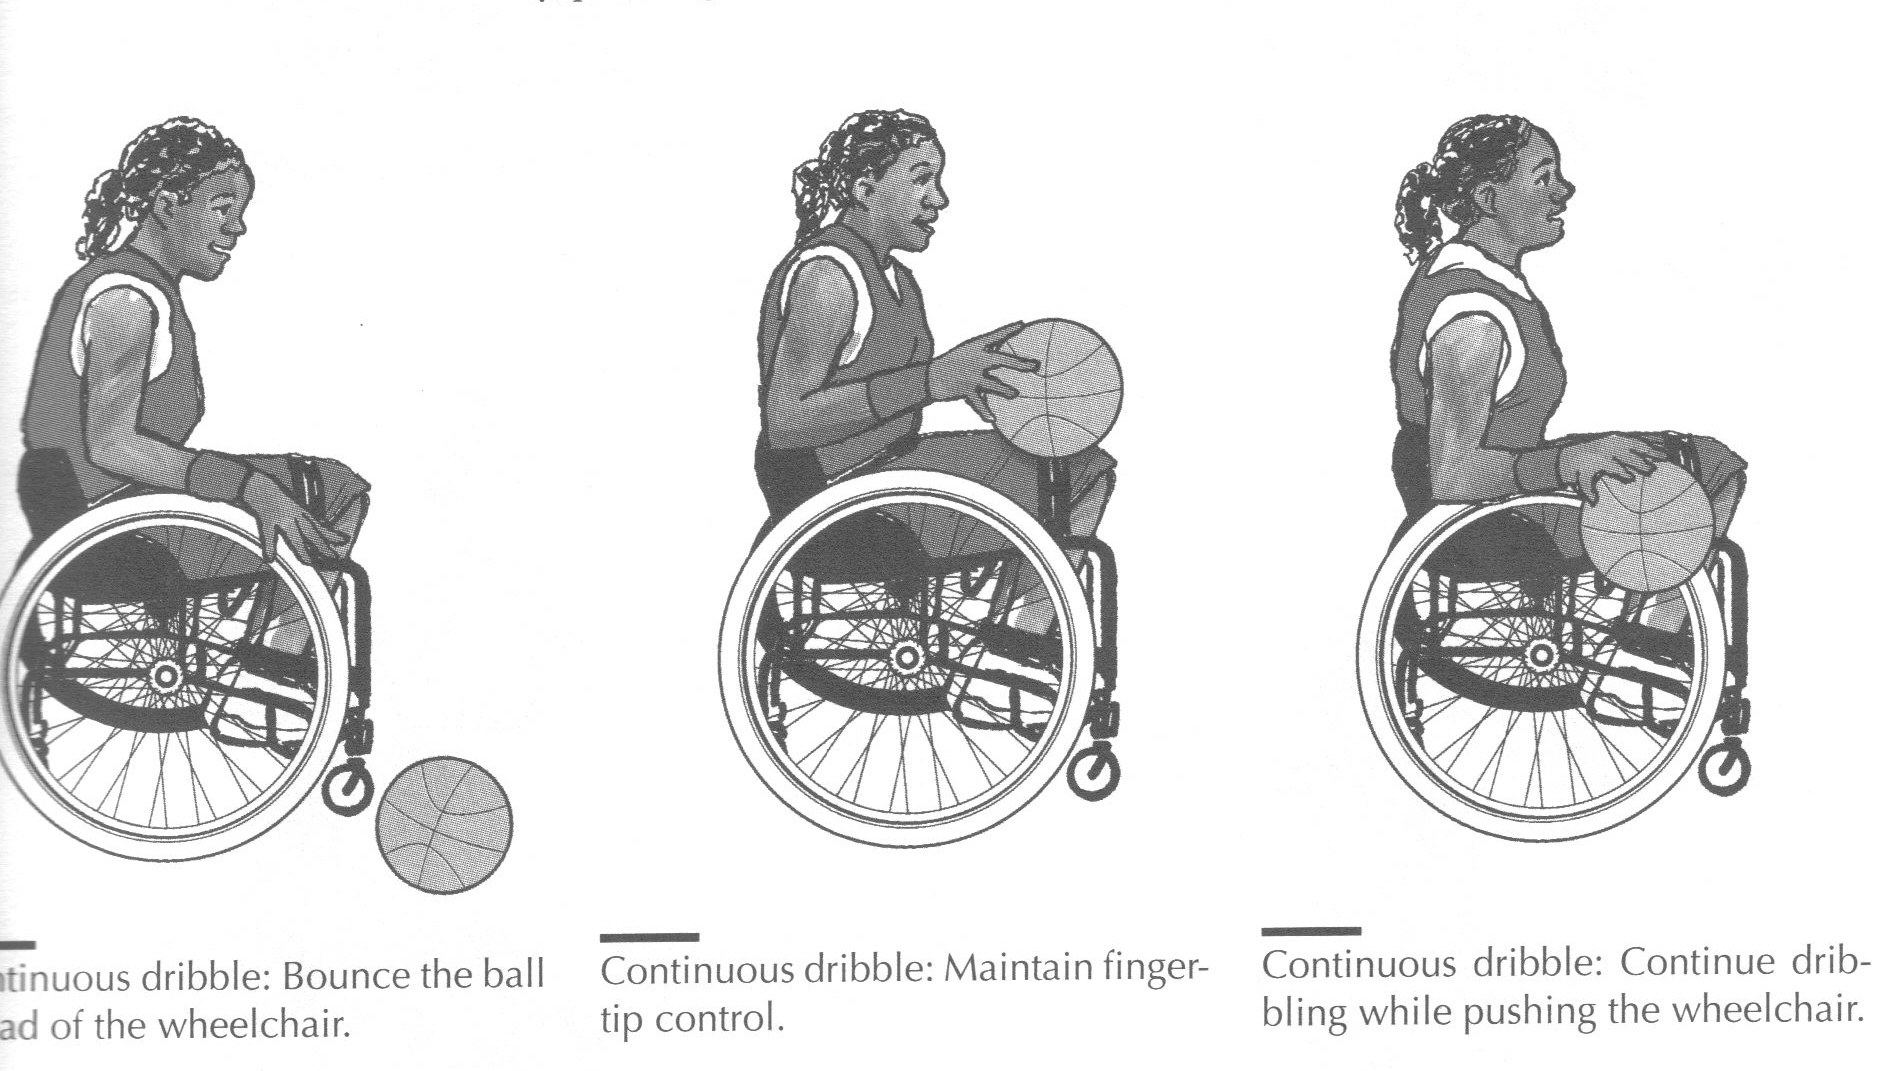 tinuous dribble: Bounce the ball
ad of the wheelchair.
Continuous dribble: Maintain finger-
tip control.
Continuous dribble: Continue drib-
bling while pushing the wheelchair.